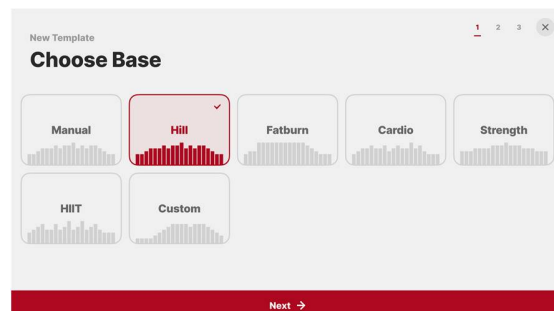 New Template
1 2 3
Choose Base
Manual
Hill
Fatburn
Cardio
Strength
HIIT
Custom
Next →